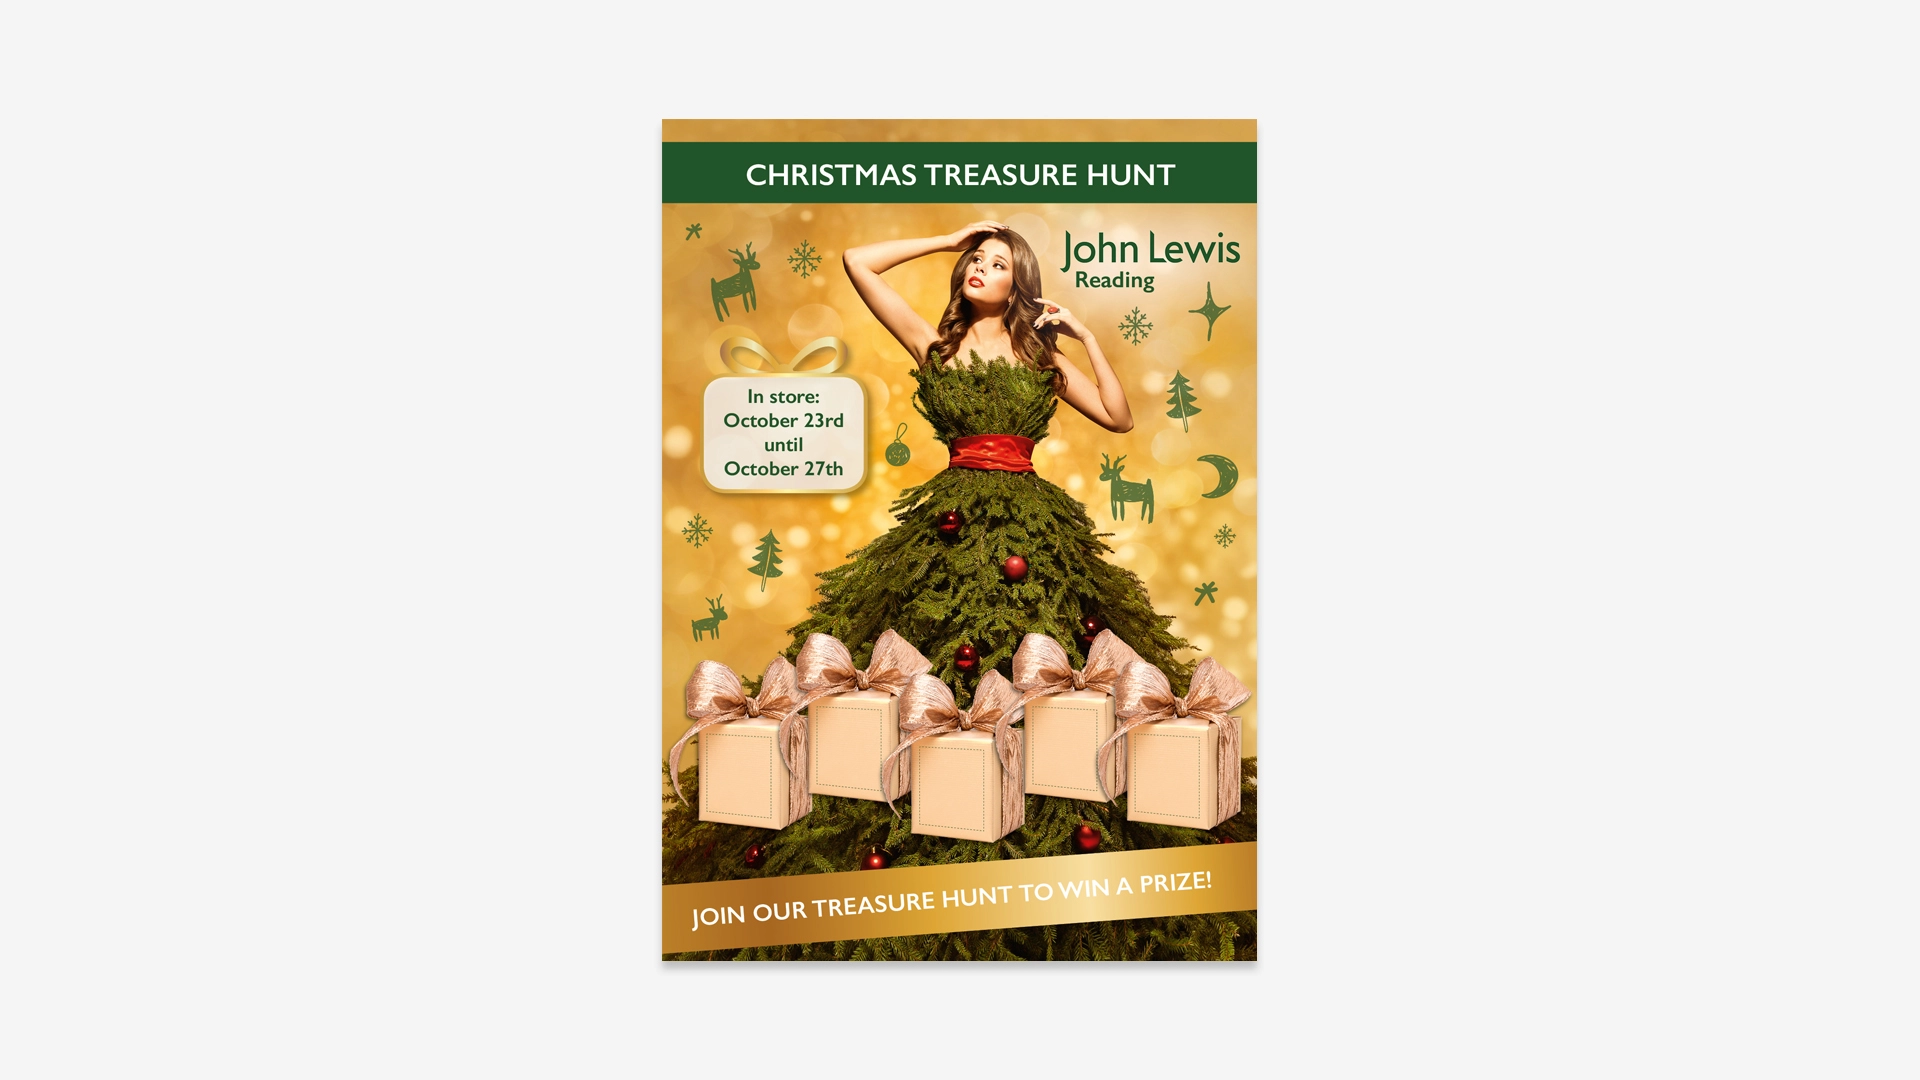 CHRISTMAS TREASURE HUNT
John Lewis
Reading
In store:
October 23rd
until
October 27th
JOIN OUR TREASURE HUNT TO WIN A PRIZE!